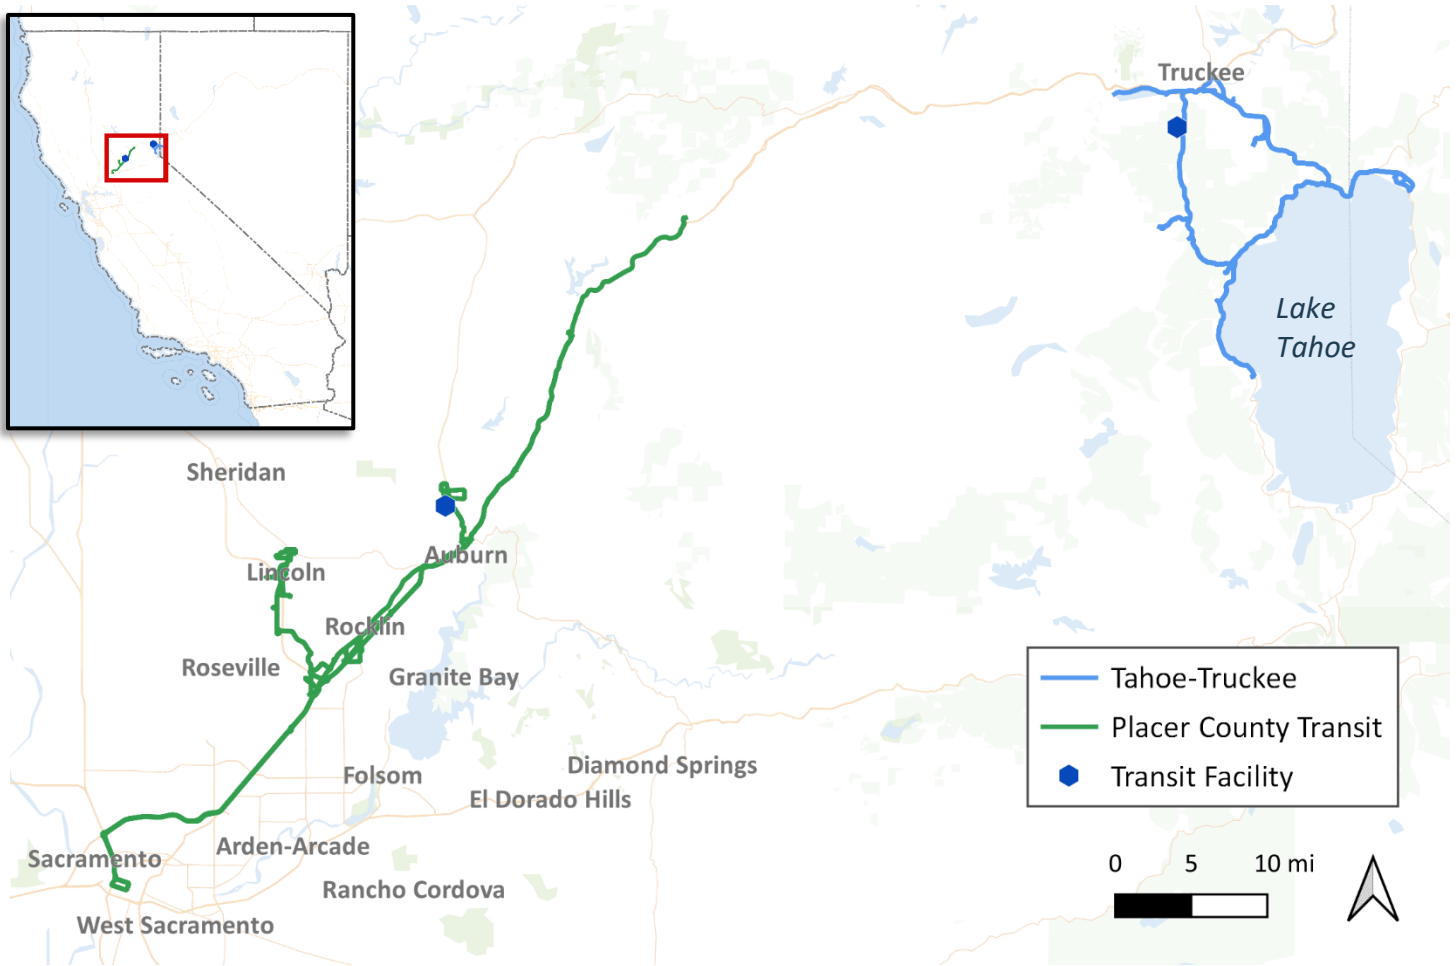 Truckee
Lake
Tahoe
Sheridan
Auburn
Lincoln
Rocklin
Roseville
Granite Bay
Tahoe-Truckee
Placer County Transit
Transit Facility
Diamond Springs
Folsom
El Dorado Hills
Arden-Arcade
Sacramento
Rancho Cordova
West Sacramento
0 5 10 mi